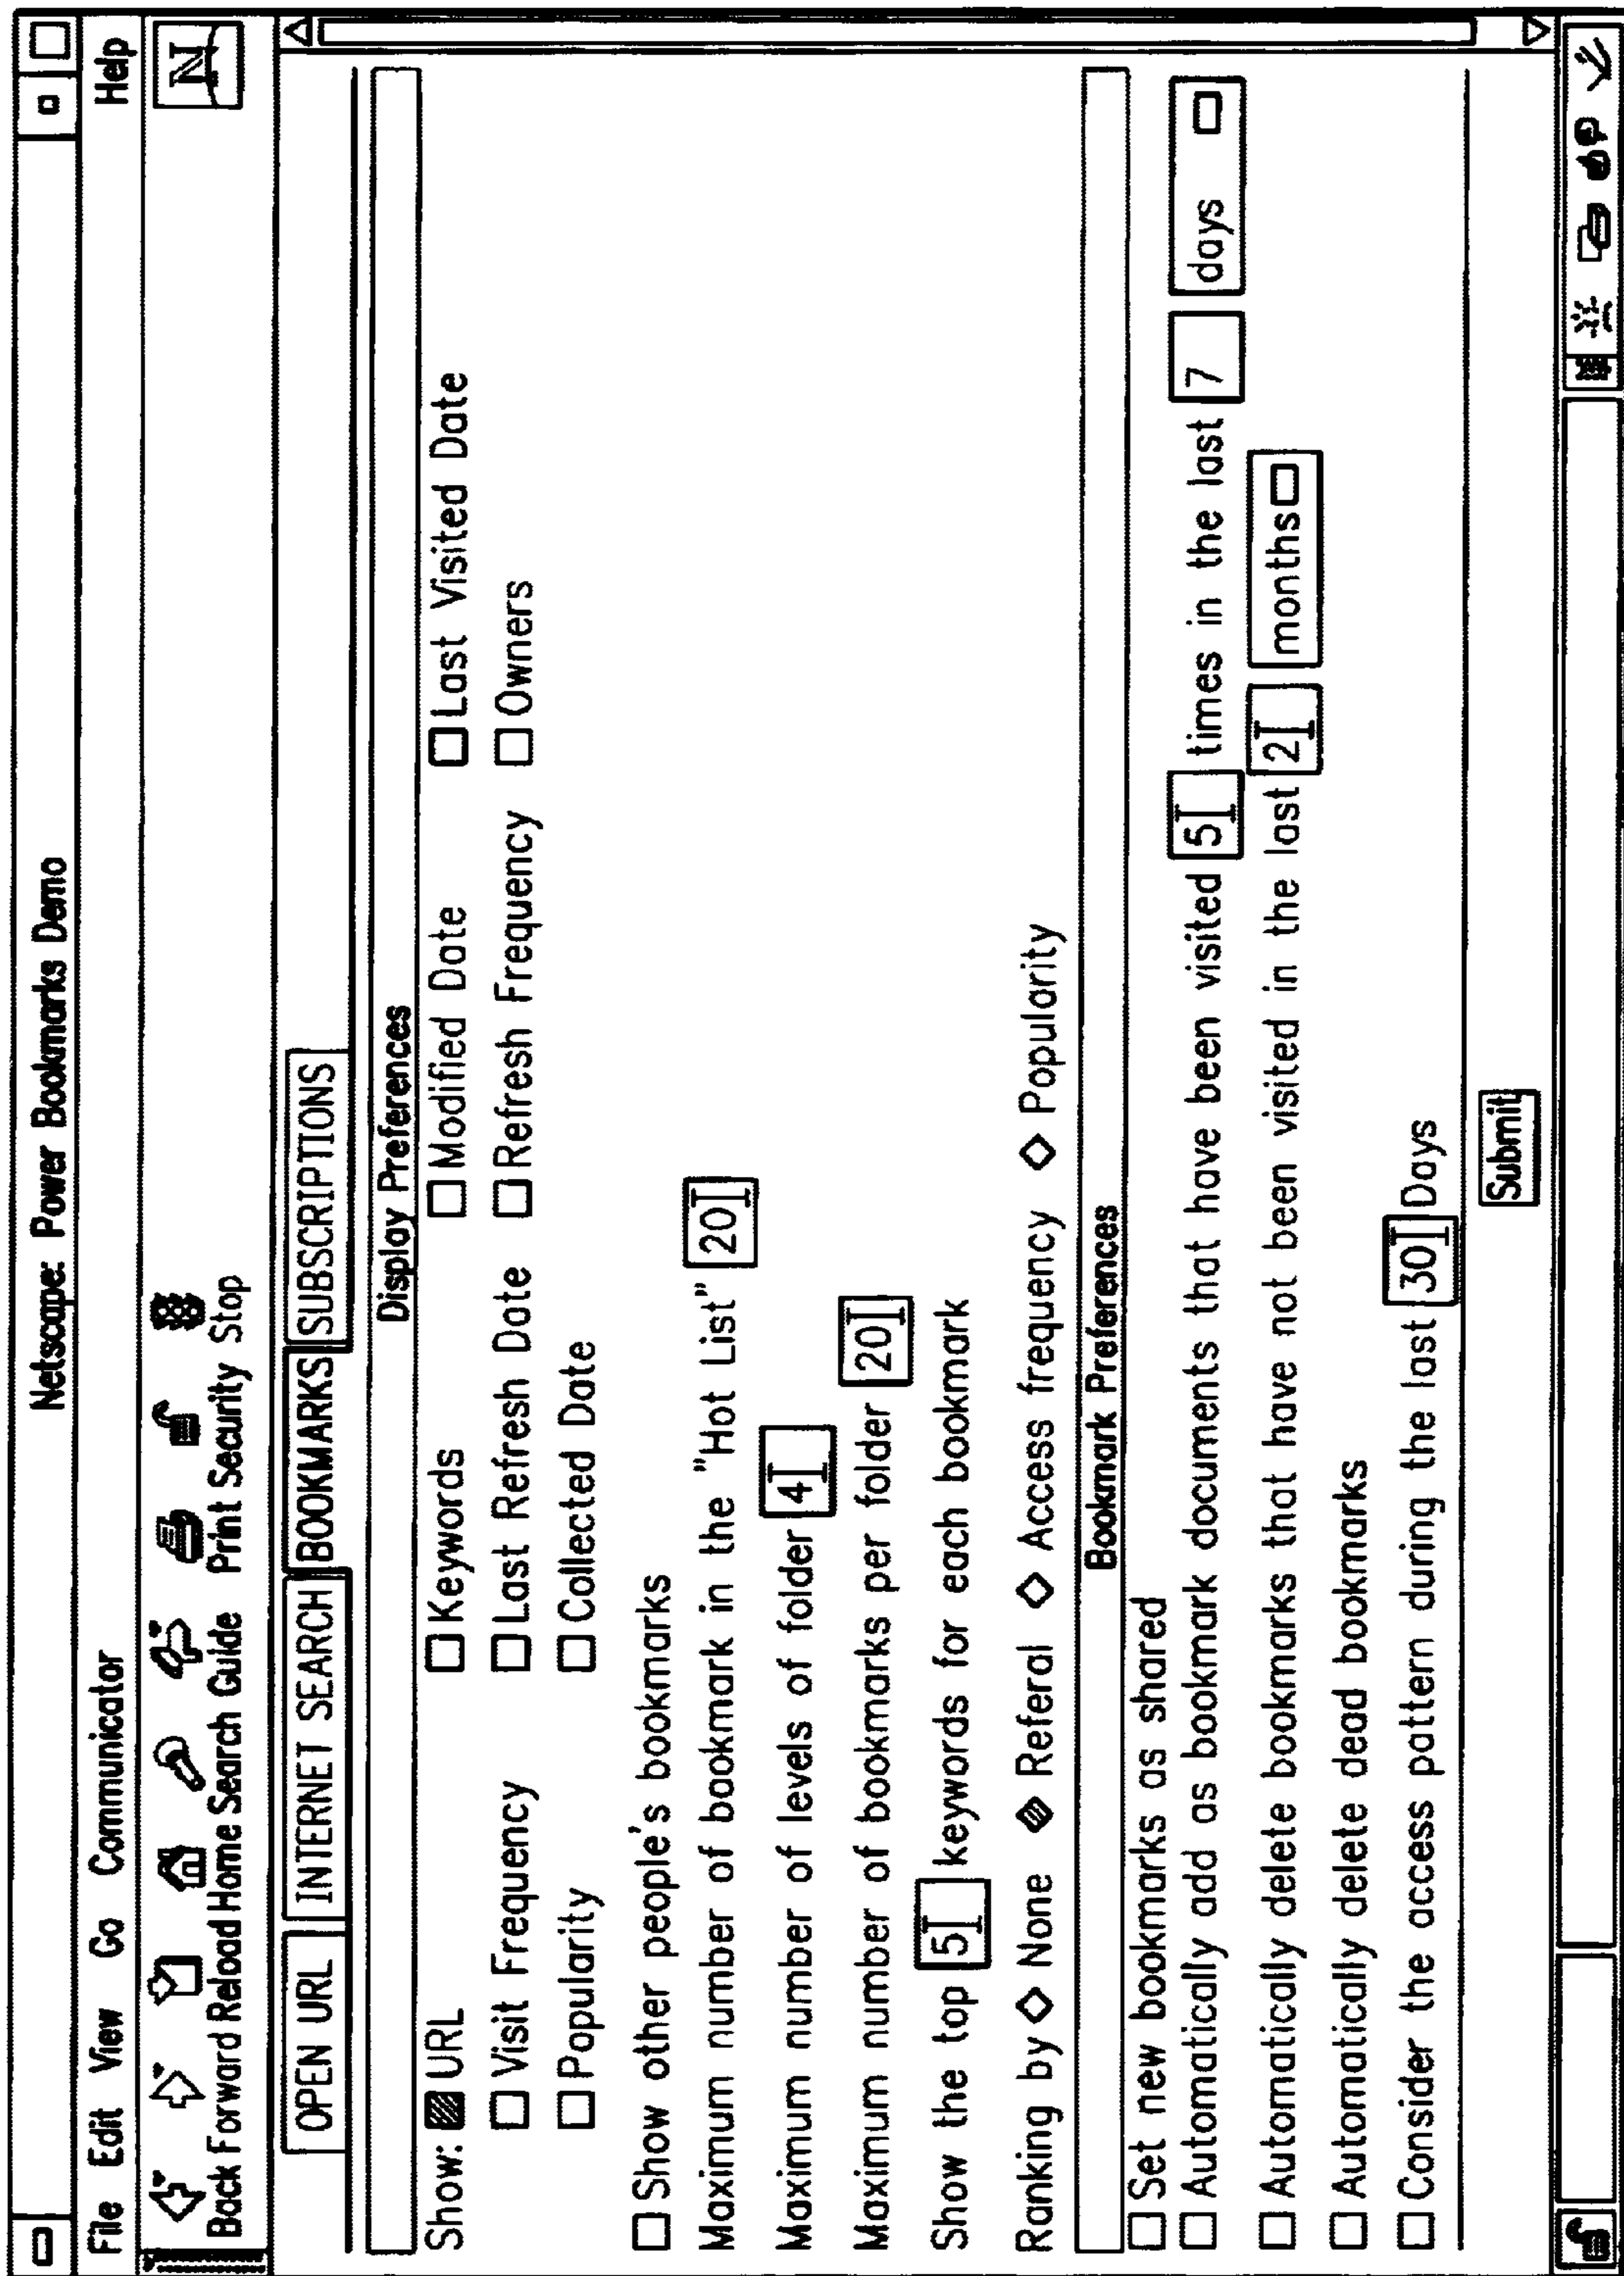 Netscape: Power Bookmarks Demo
File Edit View Go Communicator Help
N
Back Forward Reload Home Search Guide Print Security Stop
OPEN URL INTERNET SEARCH BOOKMARKS SUBSCRIPTIONS
Display Preferences
Show: URL Keywords Modified Date Last Visited Date
Visit Frequency Last Refresh Date Refresh Frequency Owners
Popularity Collected Date
Show other people's bookmarks
Maximum number of bookmark in the "Hot List" 20
Maximum number of levels of folder 4
Maximum number of bookmarks per folder 20
Show the top 5 keywords for each bookmark
Ranking by None Referal Access frequency Popularity
Bookmark Preferences
Set new bookmarks as shared
Automatically add as bookmark documents that have been visited 5 times in the last 7 days
Automatically delete bookmarks that have not been visited in the last 2 months
Automatically delete dead bookmarks
Consider the access pattern during the last 30 Days
Submit